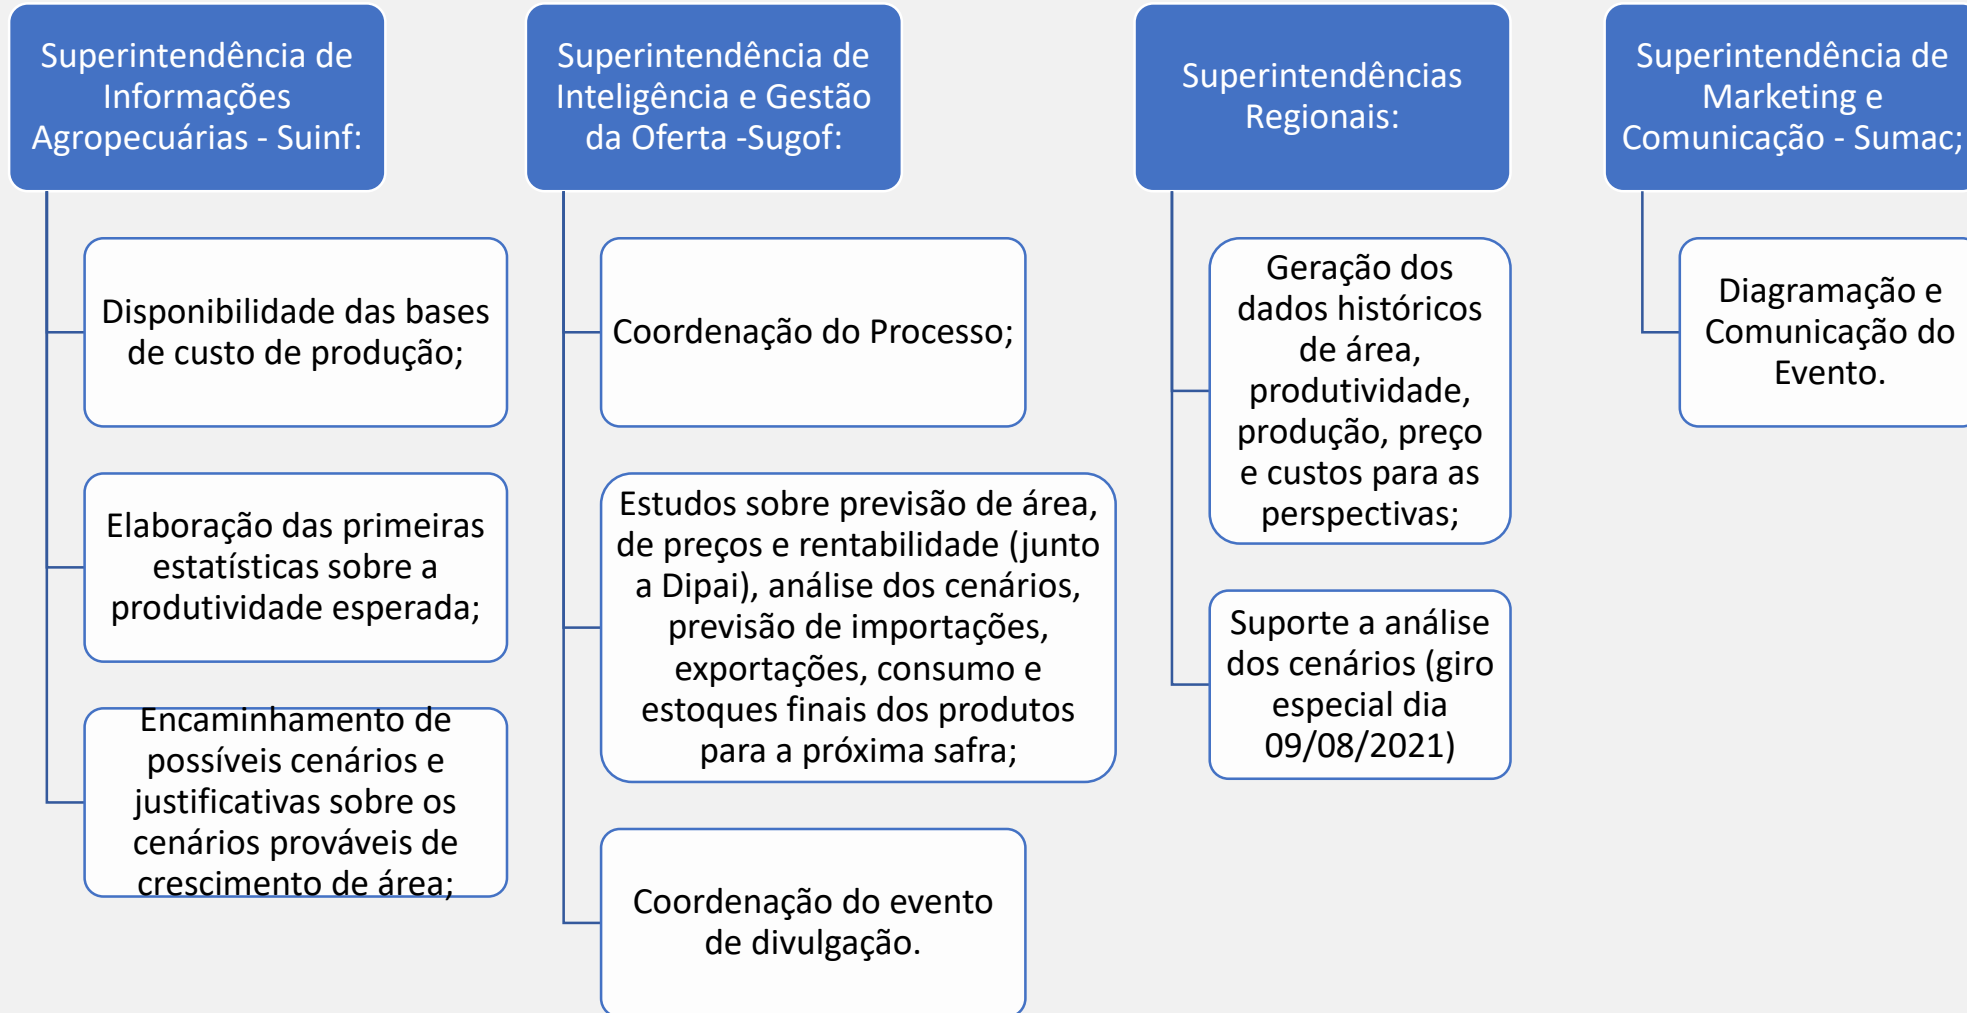 Superintendência de
Informações
Agropecuárias - Suinf:
Disponibilidade das bases
de custo de produção;
Elaboração das primeiras
estatísticas sobre a
produtividade esperada;
Encaminhamento de
possíveis cenários e
justificativas sobre os
cenários prováveis de
crescimento de área;
Superintendência de
Inteligência e Gestão
da Oferta -Sugof:
Coordenação do Processo;
Estudos sobre previsão de área,
de preços e rentabilidade (junto
a Dipai), análise dos cenários,
previsão de importações,
exportações, consumo e
estoques finais dos produtos
para a próxima safra;
Coordenação do evento
de divulgação.
Superintendências
Regionais:
Geração dos
dados históricos
de área,
produtividade,
produção, preço
e custos para as
perspectivas;
Suporte a análise
dos cenários (giro
especial dia
09/08/2021)
Superintendência de
Marketing e
Comunicação - Sumac;
Diagramação e
Comunicação do
Evento.